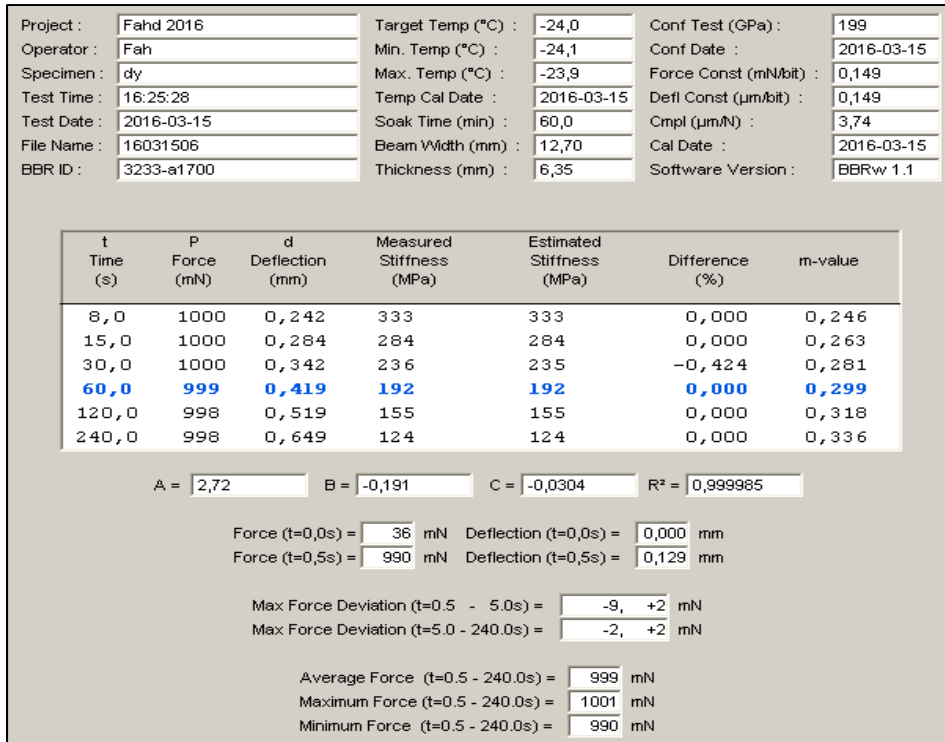 Project : Fahd 2016 Target Temp (°C) : -24,0 Conf Test (GPa) : 199
Operator : Fah Min. Temp (°C) : -24,1 Conf Date : 2016-03-15
Specimen : dy Max. Temp (°C) : -23,9 Force Const (mN/bit) : 0,149
Test Time : 16:25:28 Temp Cal Date : 2016-03-15 Defl Const (µm/bit) : 0,149
Test Date : 2016-03-15 Soak Time (min) : 60,0 Cmpl (µm/N) : 3,74
File Name : 16031506 Beam Width (mm) : 12,70 Cal Date : 2016-03-15
BBR ID : 3233-a1700 Thickness (mm) : 6,35 Software Version : BBRw 1.1
t P d Measured Estimated
Time Force Deflection Stiffness Stiffness Difference m-value
(s) (mN) (mm) (MPa) (MPa) (%)
8,0 1000 0,242 333 333 0,000 0,246
15,0 1000 0,284 284 284 0,000 0,263
30,0 1000 0,342 236 235 -0,424 0,281
60,0 999 0,419 192 192 0,000 0,299
120,0 998 0,519 155 155 0,000 0,318
240,0 998 0,649 124 124 0,000 0,336
A = 2,72 B = -0,191 C = -0,0304 R² = 0,999985
Force (t=0,0s) = 36 mN Deflection (t=0,0s) = 0,000 mm
Force (t=0,5s) = 990 mN Deflection (t=0,5s) = 0,129 mm
Max Force Deviation (t=0.5 - 5.0s) = -9, +2 mN
Max Force Deviation (t=5.0 - 240.0s) = -2, +2 mN
Average Force (t=0.5 - 240.0s) = 999 mN
Maximum Force (t=0.5 - 240.0s) = 1001 mN
Minimum Force (t=0.5 - 240.0s) = 990 mN